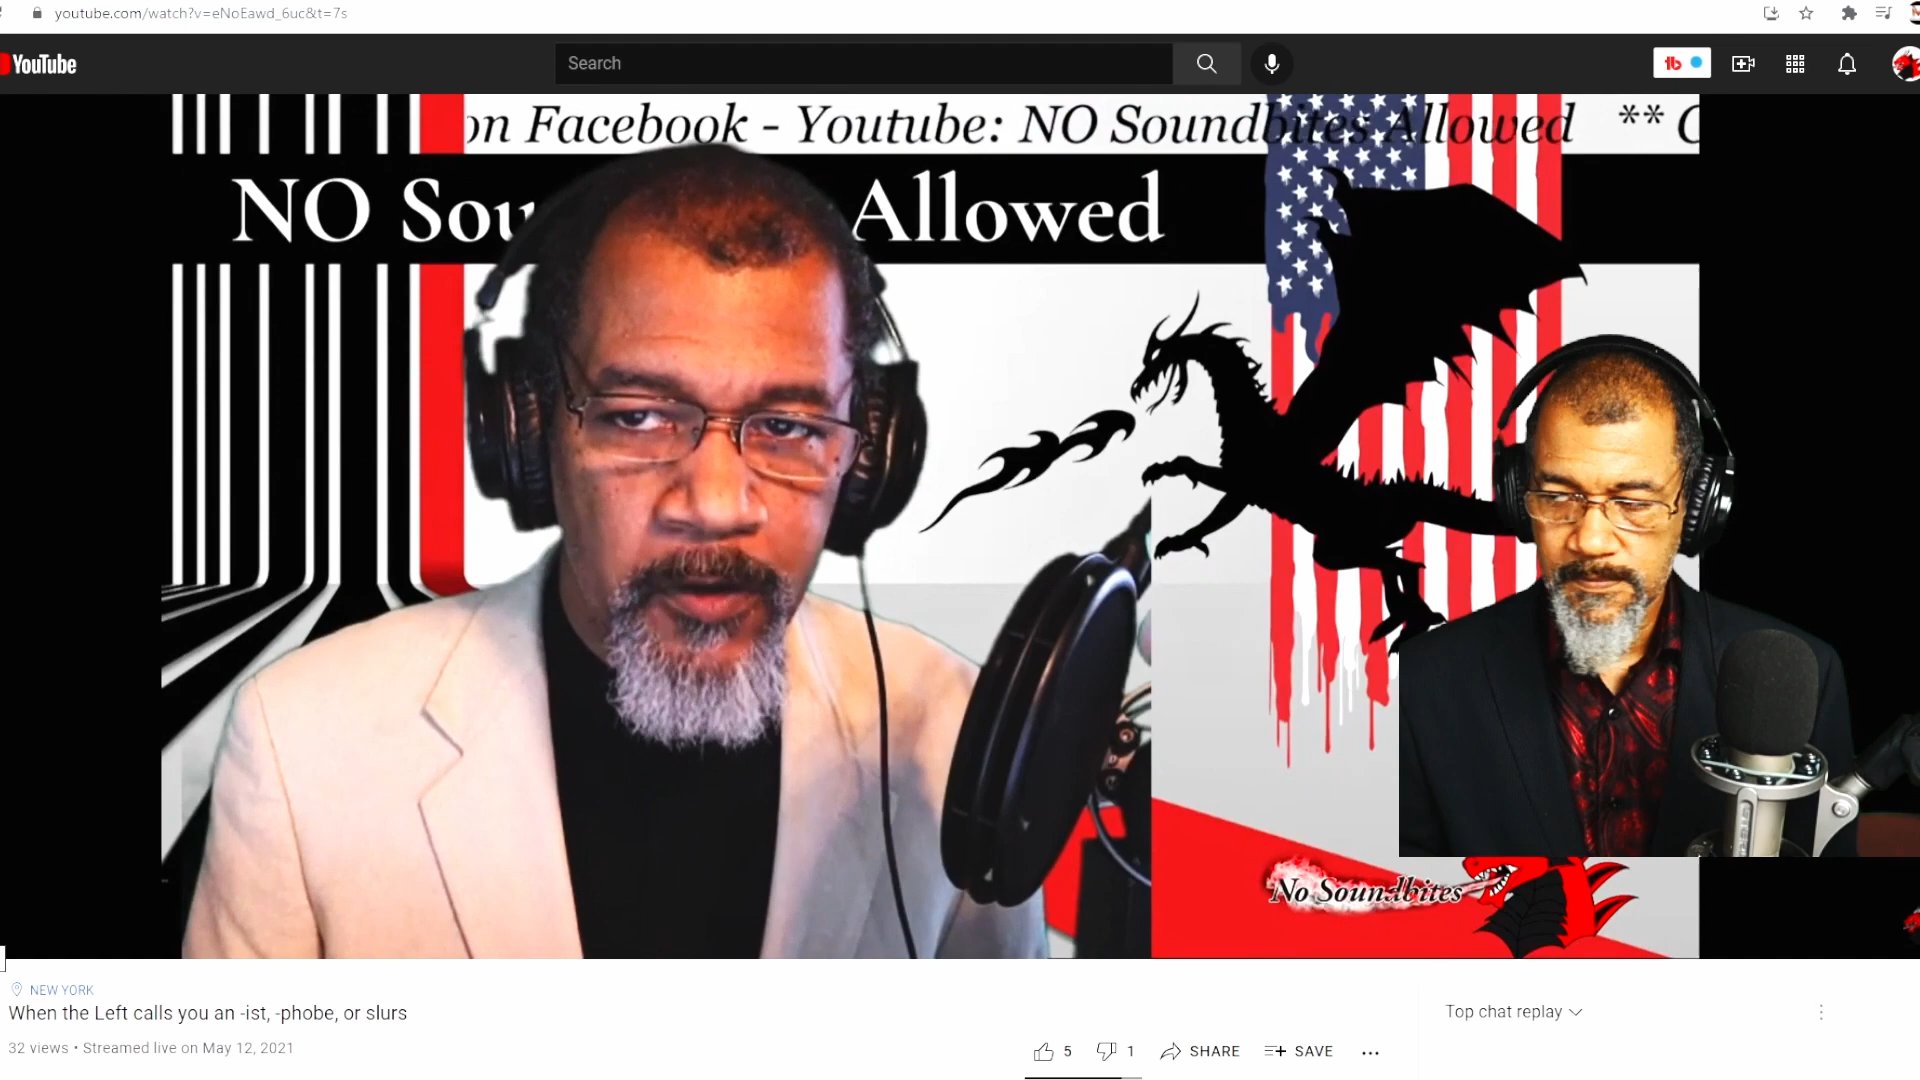 youtube.com/watch?v=eNoEawd_6uc&t=7s
YouTube
Search
on Facebook - Youtube: NO Soundbites Allowed ** C
NO Sou Allowed
No Soundbites
NEW YORK
When the Left calls you an -ist, -phobe, or slurs
32 views • Streamed live on May 12, 2021
5 1 SHARE SAVE
Top chat replay